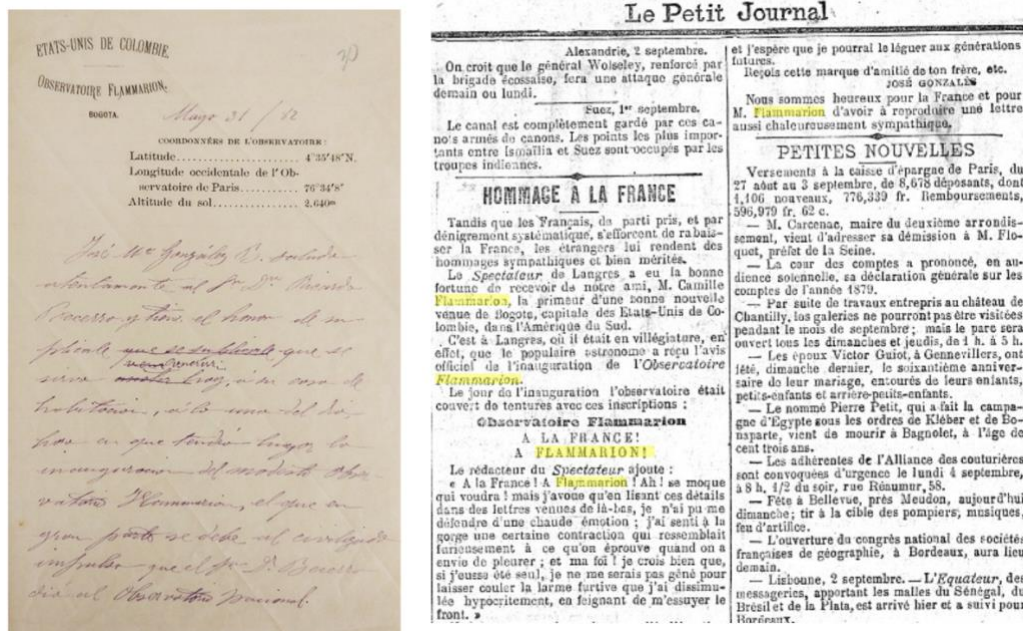 ETATS-UNIS DE COLOMBIE.
OBSERVATOIRE FLAMMARION.
BOGOTA.
Mayo 31 / 82
COORDONNÉES DE L'OBSERVATOIRE:
Latitude 4°35'48"N.
Longitude occidentale de l'Ob-
servatoire de Paris 76°34'8"
Altitude du sol 2.640m
José Ma. González B. saluda
atentamente al Sr. Dn.
Becerra y tiene el honor de su
plicarle que se
sirva a su casa de
habitacion, a la una del dia
hoy en que tendrá lugar la
inauguracion del modesto Obser
vatorio Flammarion, el que en
gran parte se debe al
impulso que el Sr. Dr. Becerra
dio al Observatorio Nacional.
Le Petit Journal
Alexandrie, 2 septembre.
On croit que le général Wolseley, renforcé par
la brigade écossaise, fera une attaque générale
demain ou lundi.
Suez, 1er septembre.
Le canal est complètement gardé par ces ca-
nots armés de canons. Les points les plus impor-
tants entre Ismaïlia et Suez sont occupés par les
troupes indiennes.
HOMMAGE A LA FRANCE
Tandis que les Français, de parti pris, et par
dénigrement systématique, s'efforcent de rabais-
ser la France, les étrangers lui rendent des
hommages sympathiques et bien mérités.
Le Spectateur de Langres a eu la bonne
fortune de recevoir de notre ami, M. Camille
Flammarion, la primeur d'une bonne nouvelle
venue de Bogote, capitale des Etats-Unis de Co-
lombie, dans l'Amérique du Sud.
C'est à Langres, où il était en villégiature, en
effet, que le populaire astronome a reçu l'avis
officiel de l'inauguration de l'Observatoire
Flammarion.
Le jour de l'inauguration l'observatoire était
couvert de tentures avec ces inscriptions :
Observatoire Flammarion
A LA FRANCE!
A FLAMMARION!
Le rédacteur du Spectateur ajoute :
« A la France ! A Flammarion ! Ah ! se moque
qui voudra ! mais j'avoue qu'en lisant ces détails
dans des lettres venues de là-bas, je n'ai pu me
défendre d'une chaude émotion ; j'ai senti à la
gorge une certaine contraction qui ressemblait
furieusement à ce qu'on éprouve quand on a
envie de pleurer ; et ma foi ! je crois bien que,
si j'eusse été seul, je ne me serais pas gêné pour
laisser couler la larme furtive que j'ai dissimu-
lée hypocritement, en feignant de m'essuyer le
front. »
et j'espère que je pourrai le léguer aux générations
futures.
Reçois cette marque d'amitié de ton frère, etc.
JOSÉ GONZALÈS
Nous sommes heureux pour la France et pour
M. Flammarion d'avoir à reproduire une lettre
aussi chaleureusement sympathique.
PETITES NOUVELLES
Versements à la caisse d'épargne de Paris, du
27 août au 3 septembre, de 8,678 déposants, dont
1,106 nouveaux, 776,339 fr. Remboursements,
596,979 fr. 62 c.
— M. Carcenac, maire du deuxième arrondis-
sement, vient d'adresser sa démission à M. Flo-
quet, préfet de la Seine.
— La cour des comptes a prononcé, en au-
dience solennelle, sa déclaration générale sur les
comptes de l'année 1879.
— Par suite de travaux entrepris au château de
Chantilly, les galeries ne pourront pas être visitées
pendant le mois de septembre ; mais le parc sera
ouvert tous les dimanches et jeudis, de 1 h. à 5 h.
— Les époux Victor Guiot, à Gennevillers, ont
fêté, dimanche dernier, le soixantième anniver-
saire de leur mariage, entourés de leurs enfants,
petits-enfants et arrière-petits-enfants.
— Le nommé Pierre Petit, qui a fait la campa-
gne d'Egypte sous les ordres de Kléber et de Bo-
naparte, vient de mourir à Bagnolet, à l'âge de
cent trois ans.
— Les adhérentes de l'Alliance des couturières
sont convoquées d'urgence le lundi 4 septembre,
à 8 h. 1/2 du soir, rue Réaumur, 58.
— Fête à Bellevue, près Meudon, aujourd'hui
dimanche; tir à la cible des pompiers, musiques,
feu d'artifice.
— L'ouverture du congrès national des sociétés
françaises de géographie, à Bordeaux, aura lieu
demain.
— Lisbonne, 2 septembre. — L'Equateur, des
messageries, apportant les malles du Sénégal, du
Brésil et de la Plata, est arrivé hier et a suivi pour
Bordeaux.